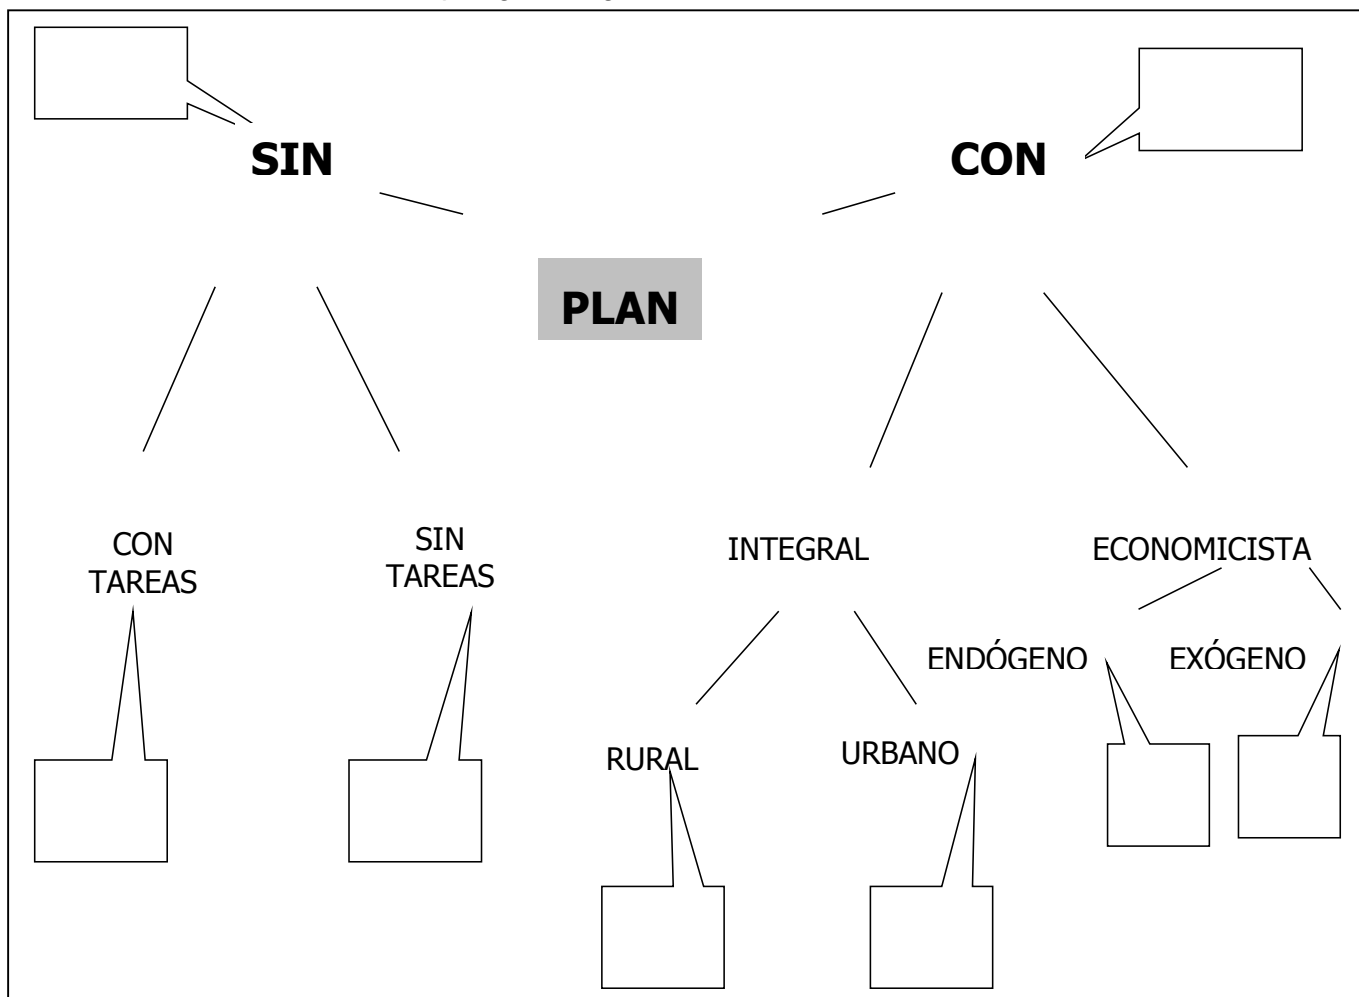 SIN
CON
PLAN
CON
TAREAS
SIN
TAREAS
INTEGRAL
ECONOMICISTA
ENDÓGENO
EXÓGENO
RURAL
URBANO